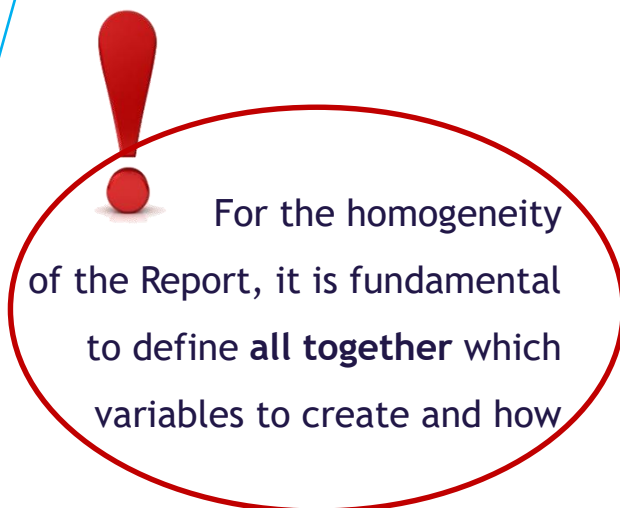 For the homogeneity
of the Report, it is fundamental
to define all together which
variables to create and how